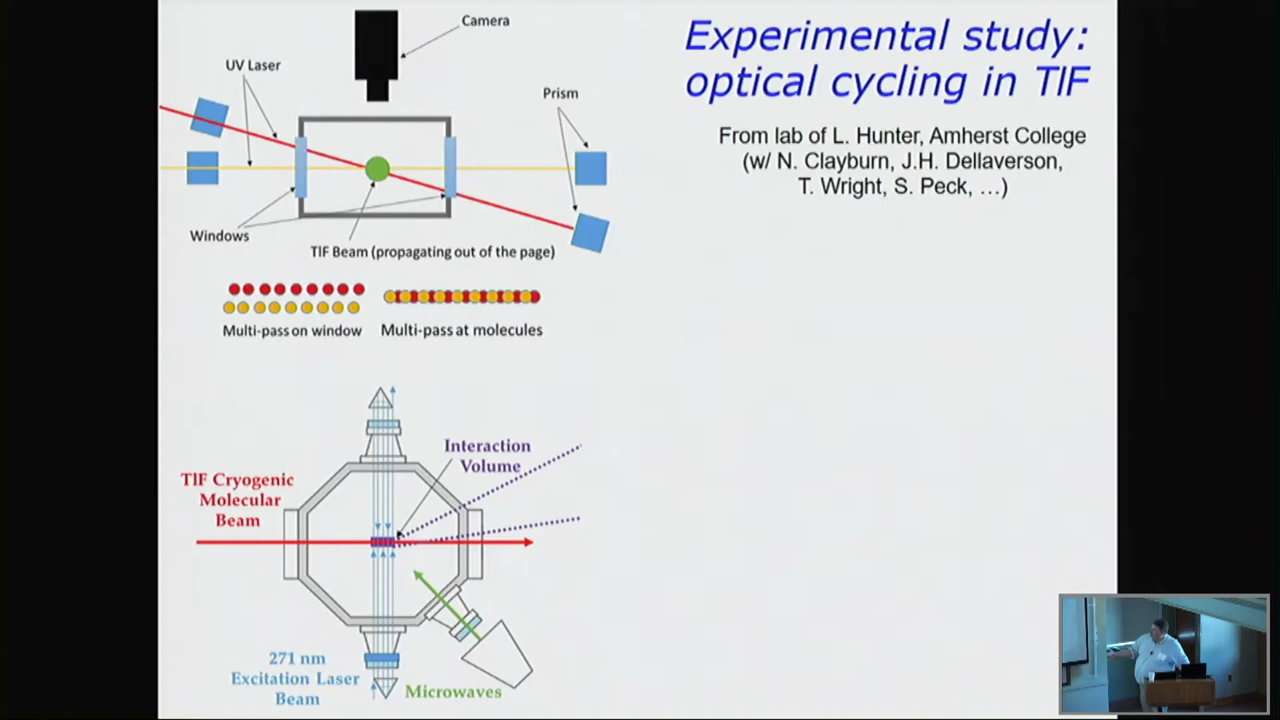 Experimental study:
optical cycling in TlF
From lab of L. Hunter, Amherst College
(w/ N. Clayburn, J.H. Dellaverson,
T. Wright, S. Peck, …)
Camera
UV Laser
Prism
Windows
TlF Beam (propagating out of the page)
Multi-pass on window
Multi-pass at molecules
Interaction
Volume
TlF Cryogenic
Molecular
Beam
271 nm
Excitation Laser
Beam
Microwaves